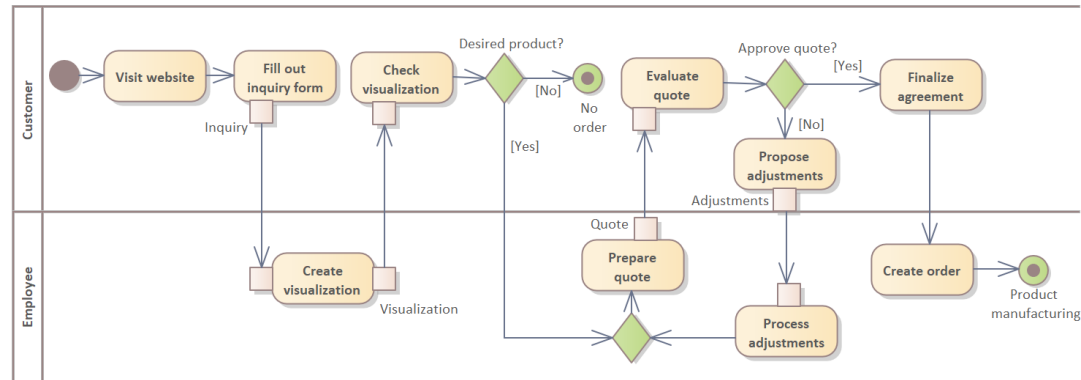 Customer
Visit website
Fill out
inquiry form
Inquiry
Check
visualization
Desired product?
[No]
No
order
[Yes]
Evaluate
quote
Approve quote?
[Yes]
[No]
Finalize
agreement
Propose
adjustments
Adjustments
Employee
Create
visualization
Visualization
Quote
Prepare
quote
Process
adjustments
Create order
Product
manufacturing